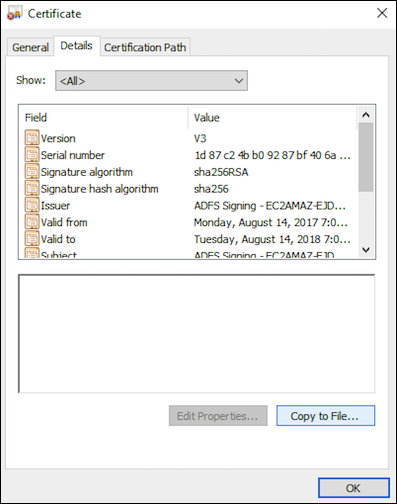 Certificate
General Details Certification Path
Show: <All>
Field Value
Version V3
Serial number 1d 87 c2 4b b0 92 87 bf 40 6a ...
Signature algorithm sha256RSA
Signature hash algorithm sha256
Issuer ADFS Signing - EC2AMAZ-EJD...
Valid from Monday, August 14, 2017 7:0...
Valid to Tuesday, August 14, 2018 7:0...
Subject ADFS Signing - EC2AMAZ-EJD...
Edit Properties... Copy to File...
OK